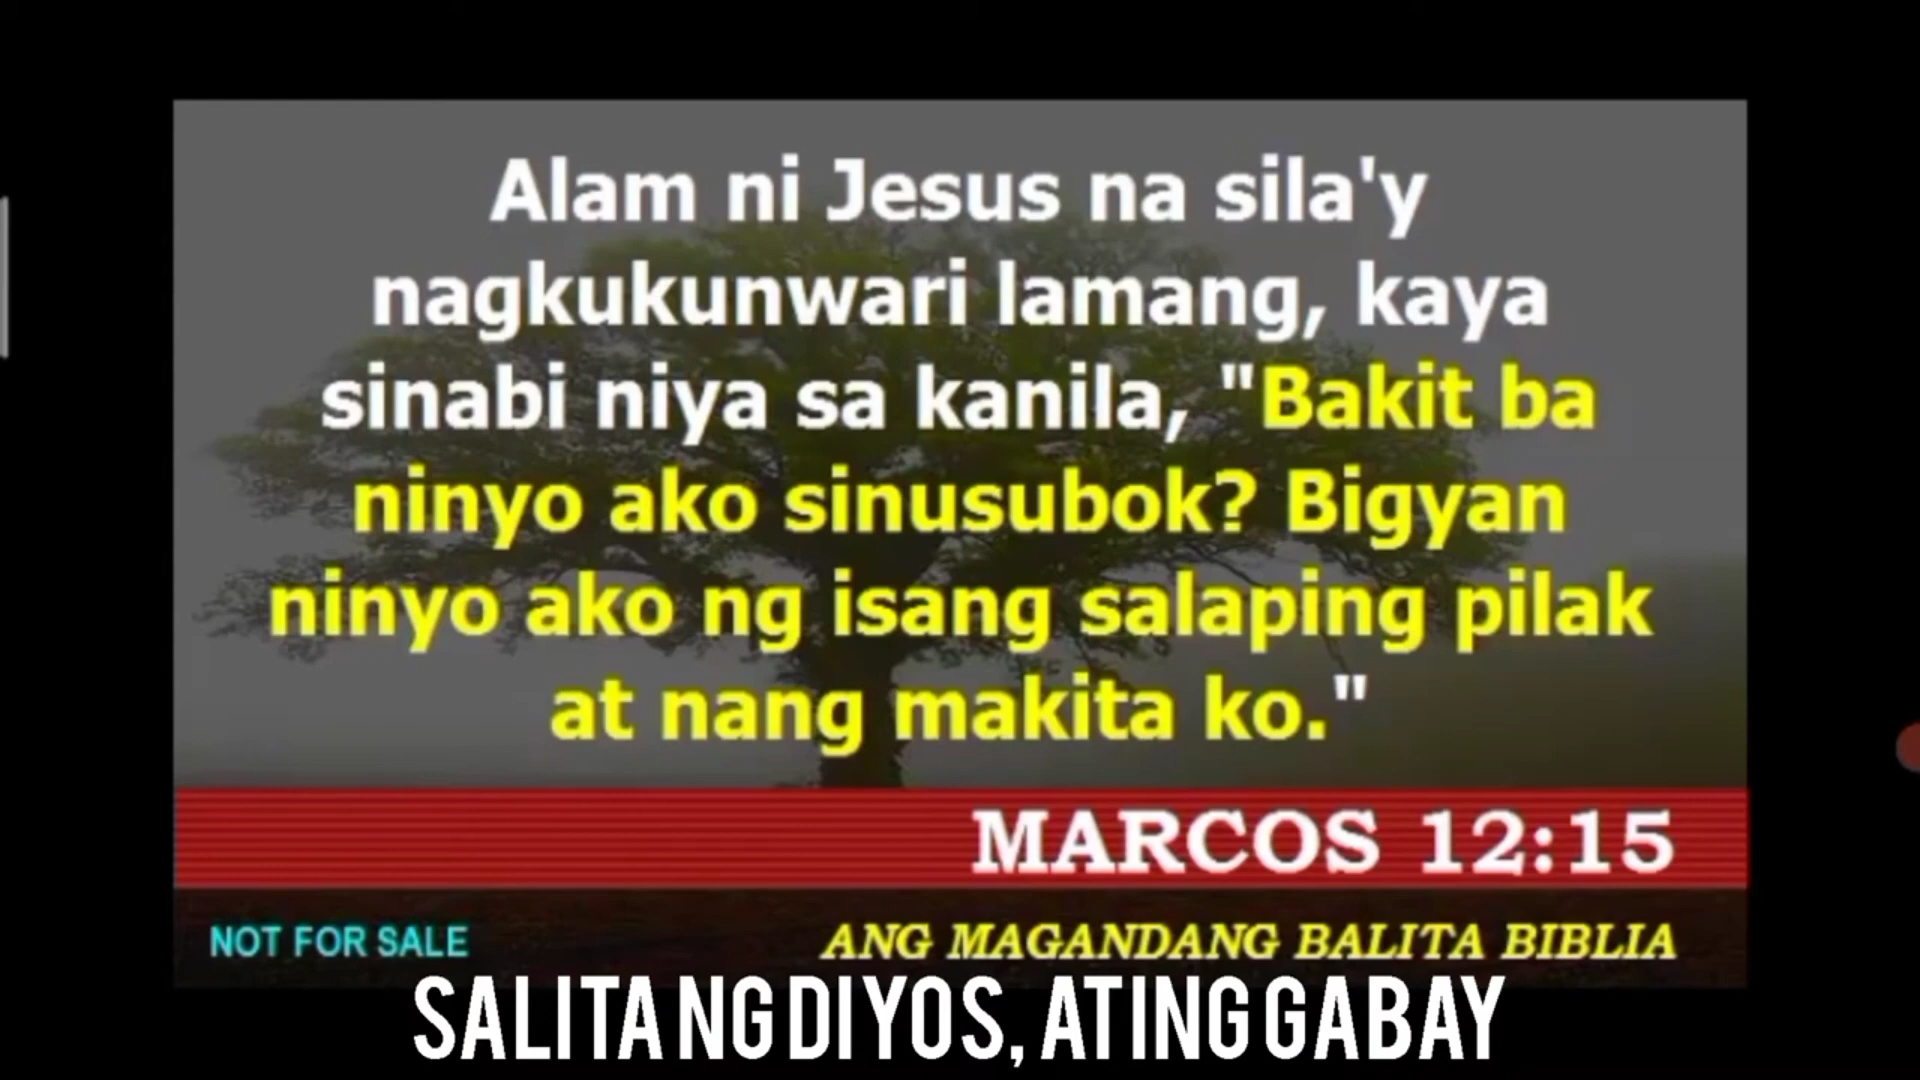 Alam ni Jesus na sila'y
nagkukunwari lamang, kaya
sinabi niya sa kanila, "Bakit ba
ninyo ako sinusubok? Bigyan
ninyo ako ng isang salaping pilak
at nang makita ko."
MARCOS 12:15
NOT FOR SALE
ANG MAGANDANG BALITA BIBLIA
SALITA NG DIYOS, ATING GABAY